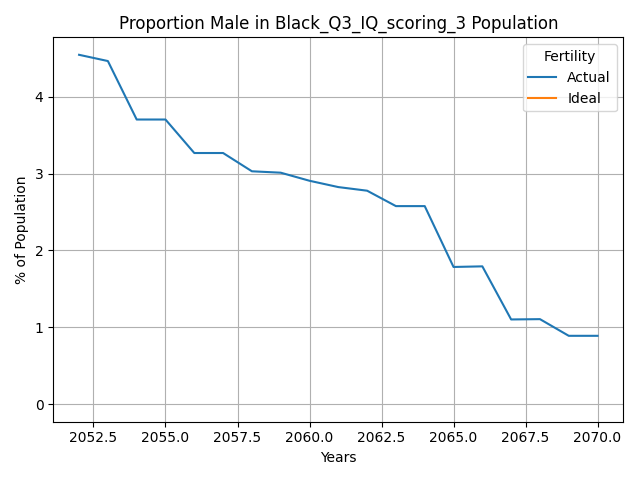 Proportion Male in Black_Q3_IQ_scoring_3 Population
Fertility
Actual
Ideal
% of Population
4
3
2
1
0
2052.5 2055.0 2057.5 2060.0 2062.5 2065.0 2067.5 2070.0
Years